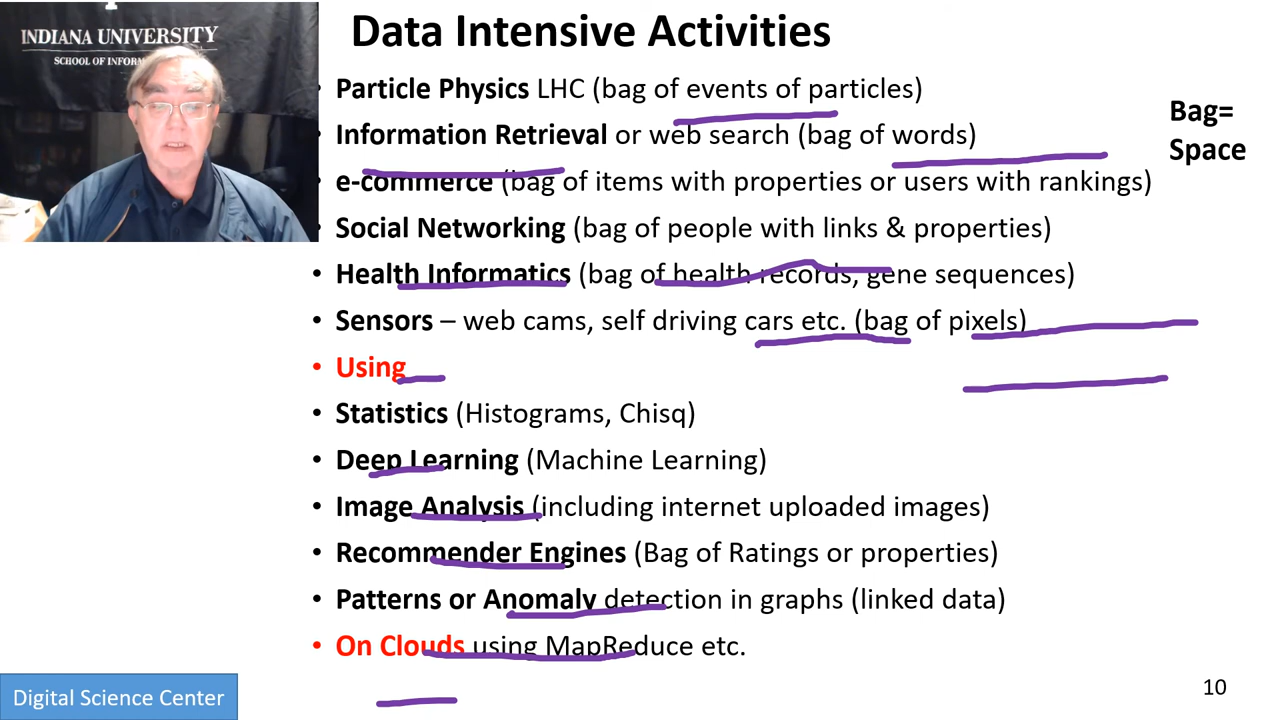 INDIANA UNIVERSITY
SCHOOL OF INFORM
Data Intensive Activities
• Particle Physics LHC (bag of events of particles)
• Information Retrieval or web search (bag of words)
• e-commerce (bag of items with properties or users with rankings)
• Social Networking (bag of people with links & properties)
• Health Informatics (bag of health records, gene sequences)
• Sensors – web cams, self driving cars etc. (bag of pixels)
• Using
• Statistics (Histograms, Chisq)
• Deep Learning (Machine Learning)
• Image Analysis (including internet uploaded images)
• Recommender Engines (Bag of Ratings or properties)
• Patterns or Anomaly detection in graphs (linked data)
• On Clouds using MapReduce etc.
Bag=
Space
Digital Science Center
10